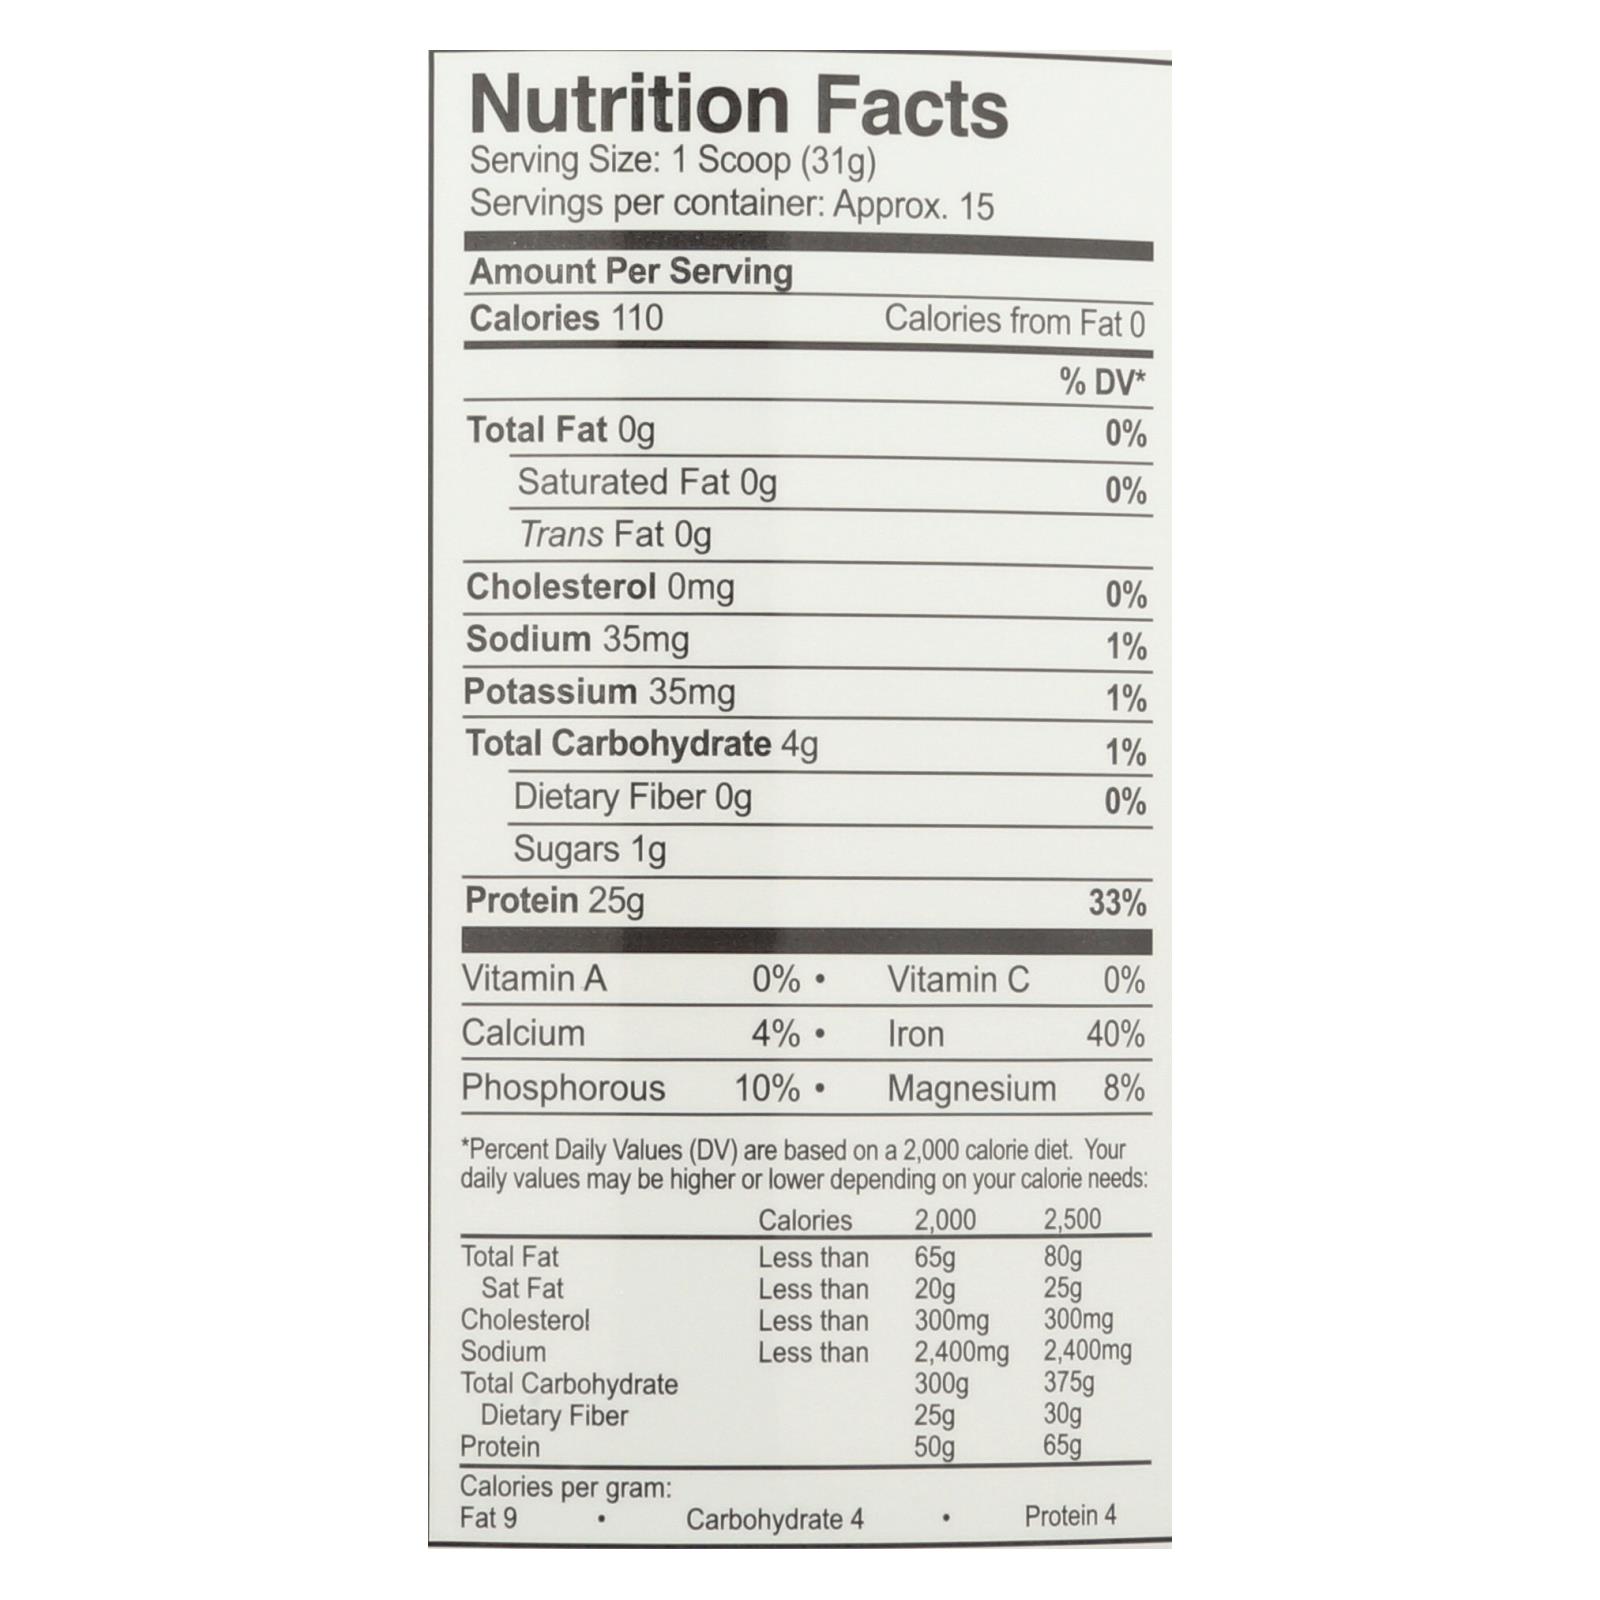 Nutrition Facts
Serving Size: 1 Scoop (31g)
Servings per container: Approx. 15
Amount Per Serving
Calories 110 Calories from Fat 0
% DV*
Total Fat 0g 0%
Saturated Fat 0g 0%
Trans Fat 0g
Cholesterol 0mg 0%
Sodium 35mg 1%
Potassium 35mg 1%
Total Carbohydrate 4g 1%
Dietary Fiber 0g 0%
Sugars 1g
Protein 25g 33%
Vitamin A 0% • Vitamin C 0%
Calcium 4% • Iron 40%
Phosphorous 10% • Magnesium 8%
*Percent Daily Values (DV) are based on a 2,000 calorie diet. Your
daily values may be higher or lower depending on your calorie needs:
Calories 2,000 2,500
Total Fat Less than 65g 80g
Sat Fat Less than 20g 25g
Cholesterol Less than 300mg 300mg
Sodium Less than 2,400mg 2,400mg
Total Carbohydrate 300g 375g
Dietary Fiber 25g 30g
Protein 50g 65g
Calories per gram:
Fat 9 • Carbohydrate 4 • Protein 4